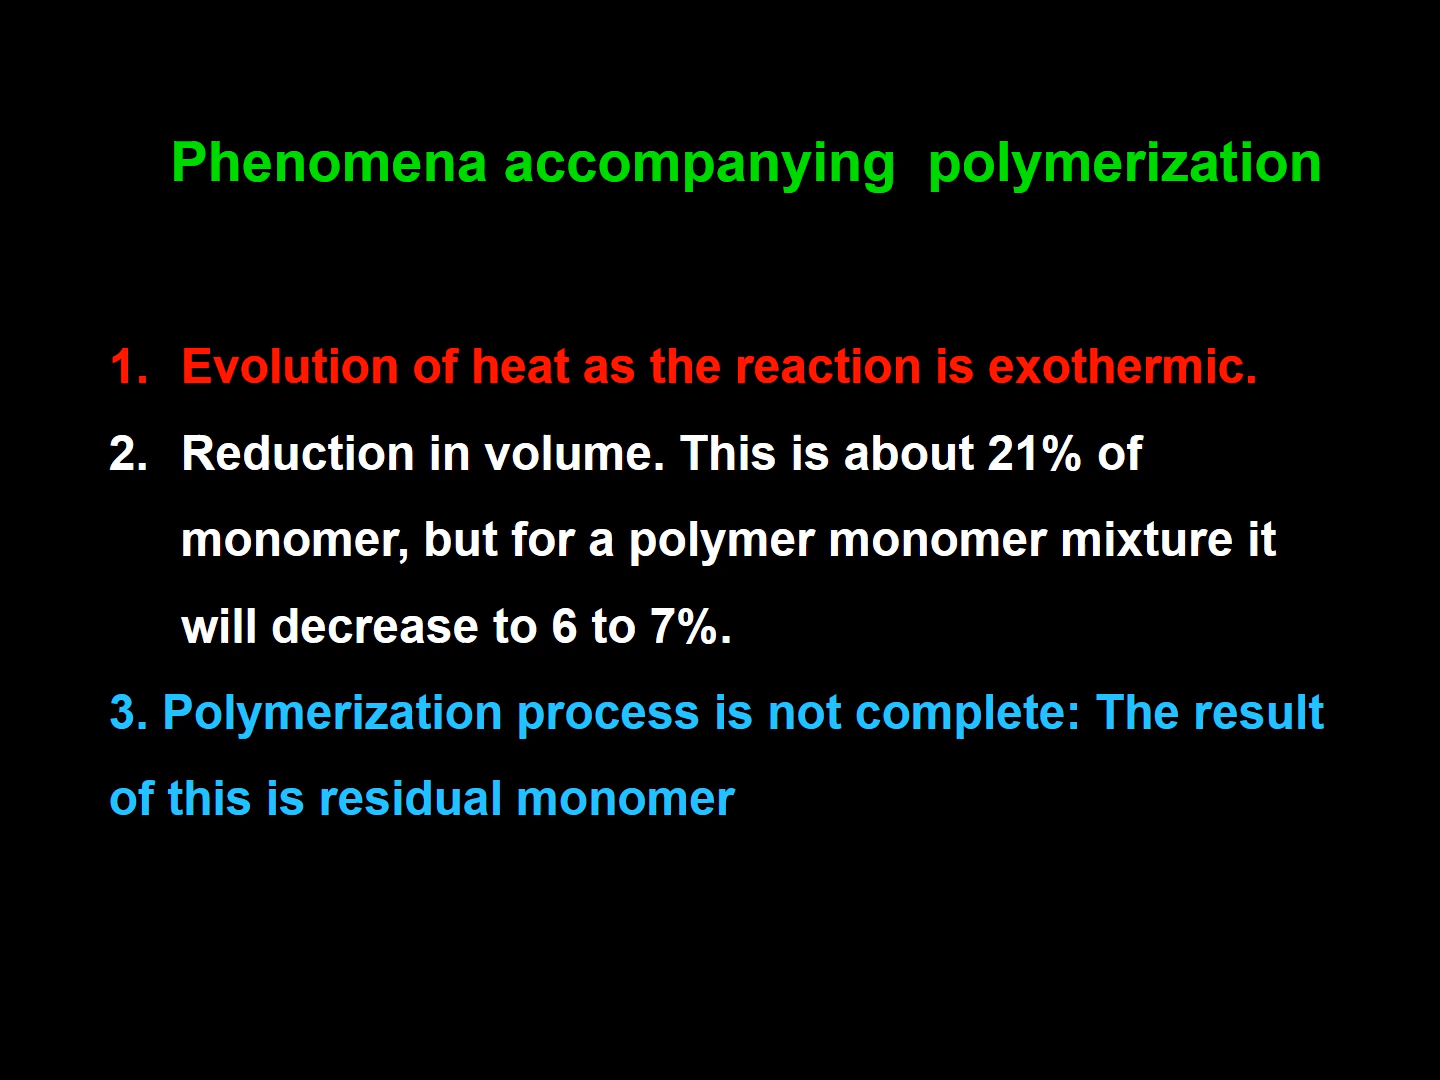 Phenomena accompanying  polymerization
1. Evolution of heat as the reaction is exothermic.
2. Reduction in volume. This is about 21% of
monomer, but for a polymer monomer mixture it
will decrease to 6 to 7%.
3. Polymerization process is not complete: The result
of this is residual monomer